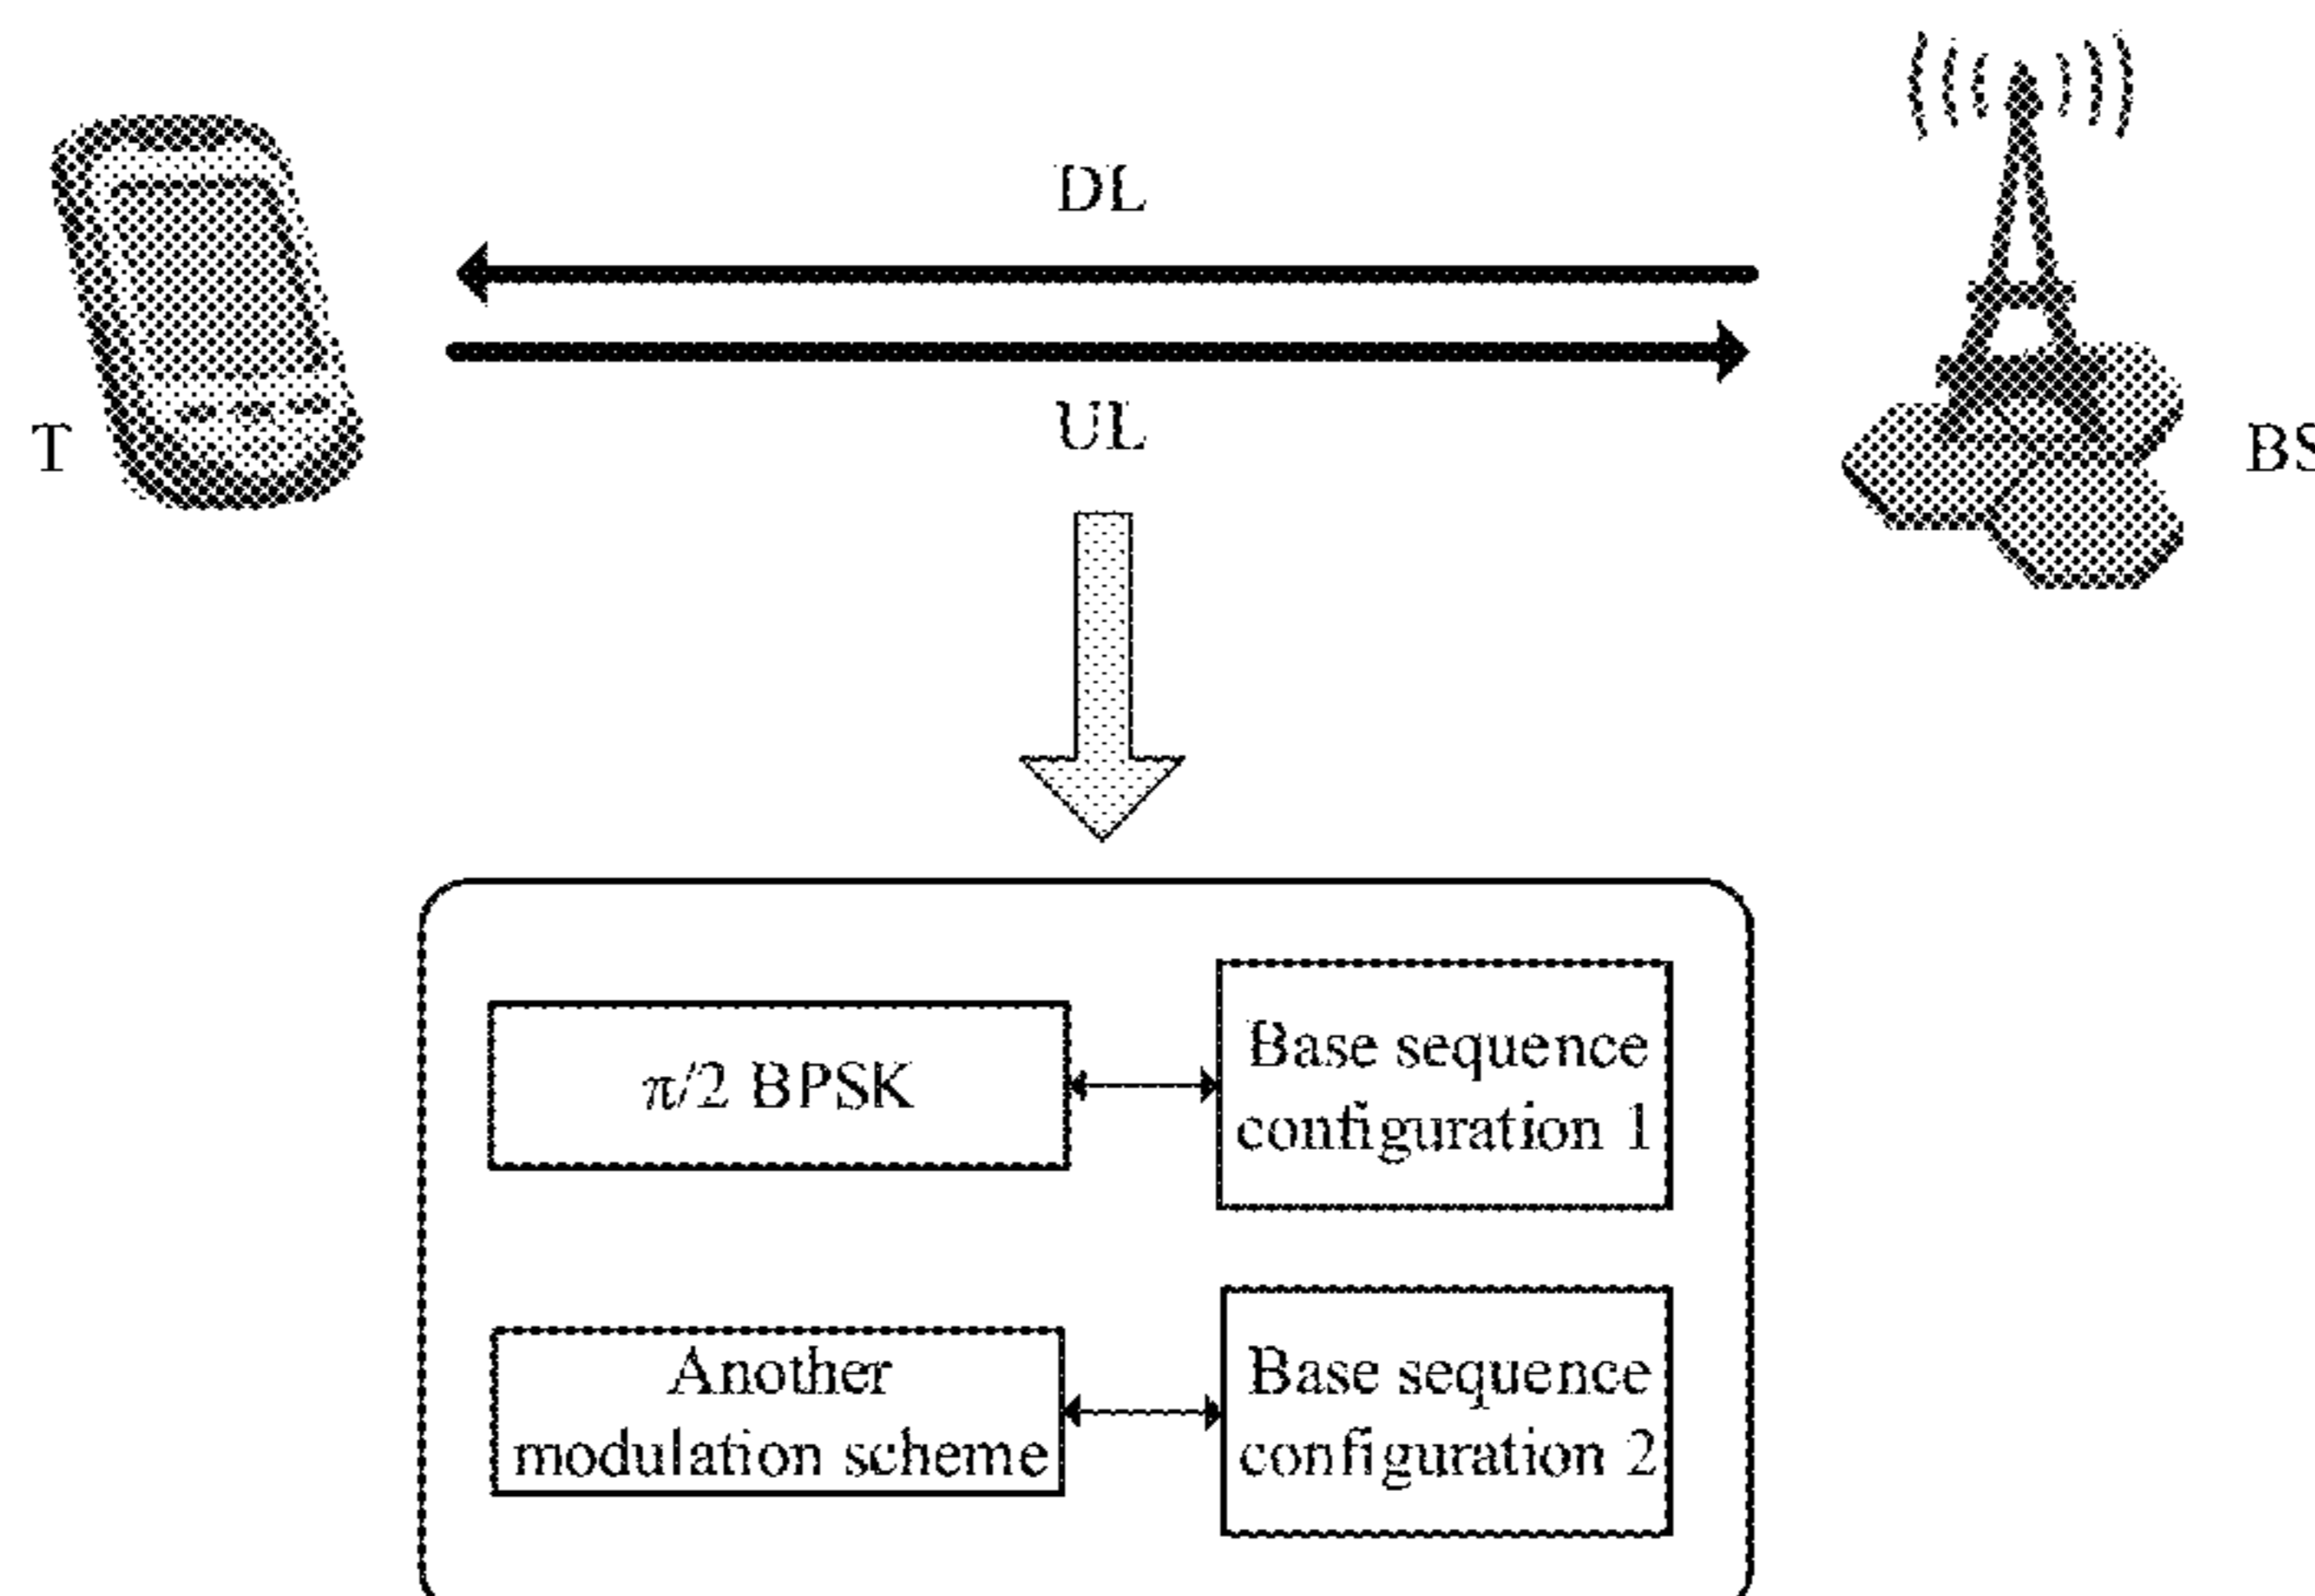 DL
UL
T
BS
π/2 BPSK
Base sequence
configuration 1
Another
modulation scheme
Base sequence
configuration 2